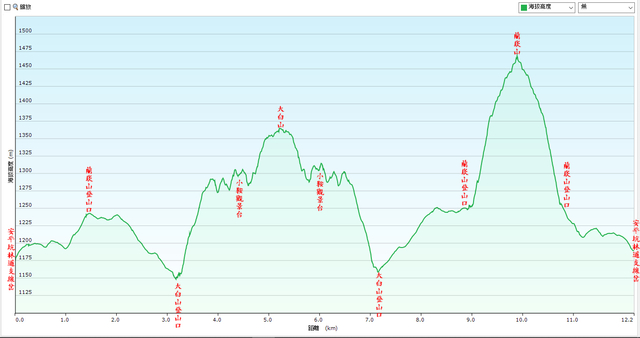 縮放
海拔高度
無
海拔高度 (m)
1500
1475
1450
1425
1400
1375
1350
1325
1300
1275
1250
1225
1200
1175
1150
1125
安平坑林道支線岔
蘭崁山登山口
大白山登山口
小鞍觀景台
大白山
小鞍觀景台
大白山登山口
蘭崁山登山口
蘭崁山
蘭崁山登山口
安平坑林道支線岔
0.0
1.0
2.0
3.0
4.0
5.0
6.0
7.0
8.0
9.0
10.0
11.0
12.2
距離 (km)